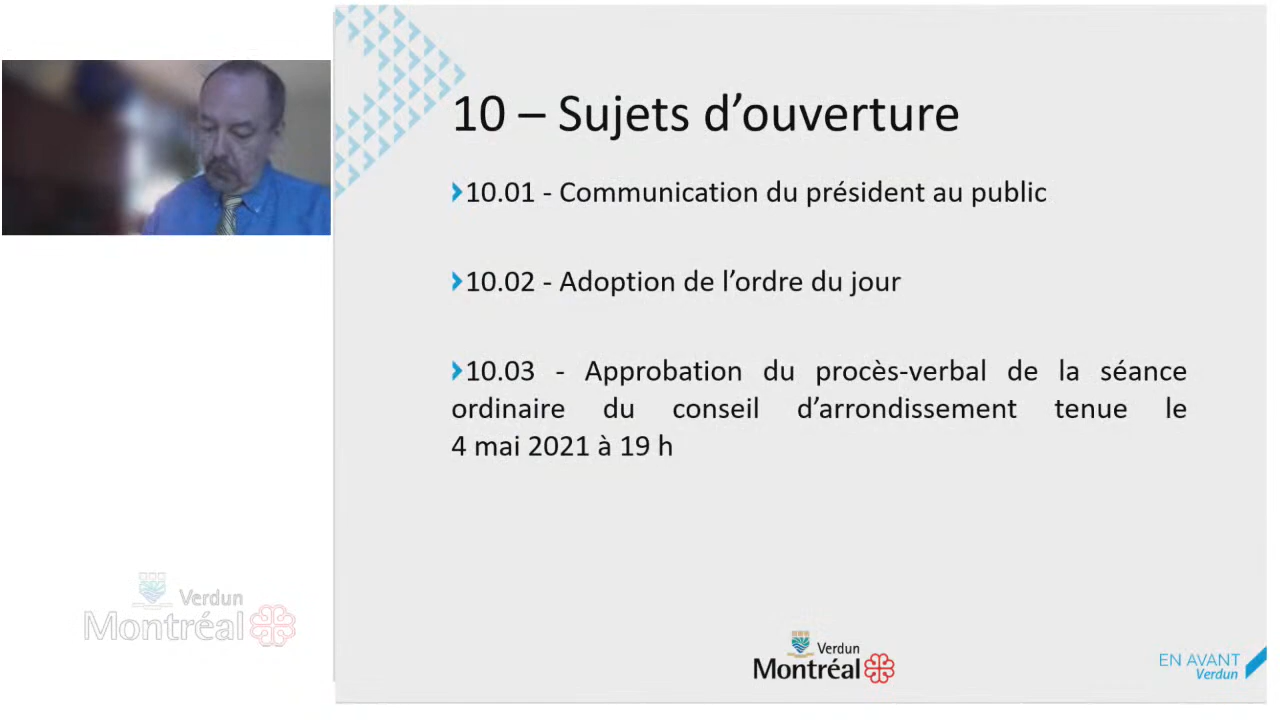 10 – Sujets d’ouverture
10.01 - Communication du président au public
10.02 - Adoption de l’ordre du jour
10.03 - Approbation du procès-verbal de la séance
ordinaire du conseil d’arrondissement tenue le
4 mai 2021 à 19 h
Verdun
Montréal
Verdun
Montréal
EN AVANT
Verdun